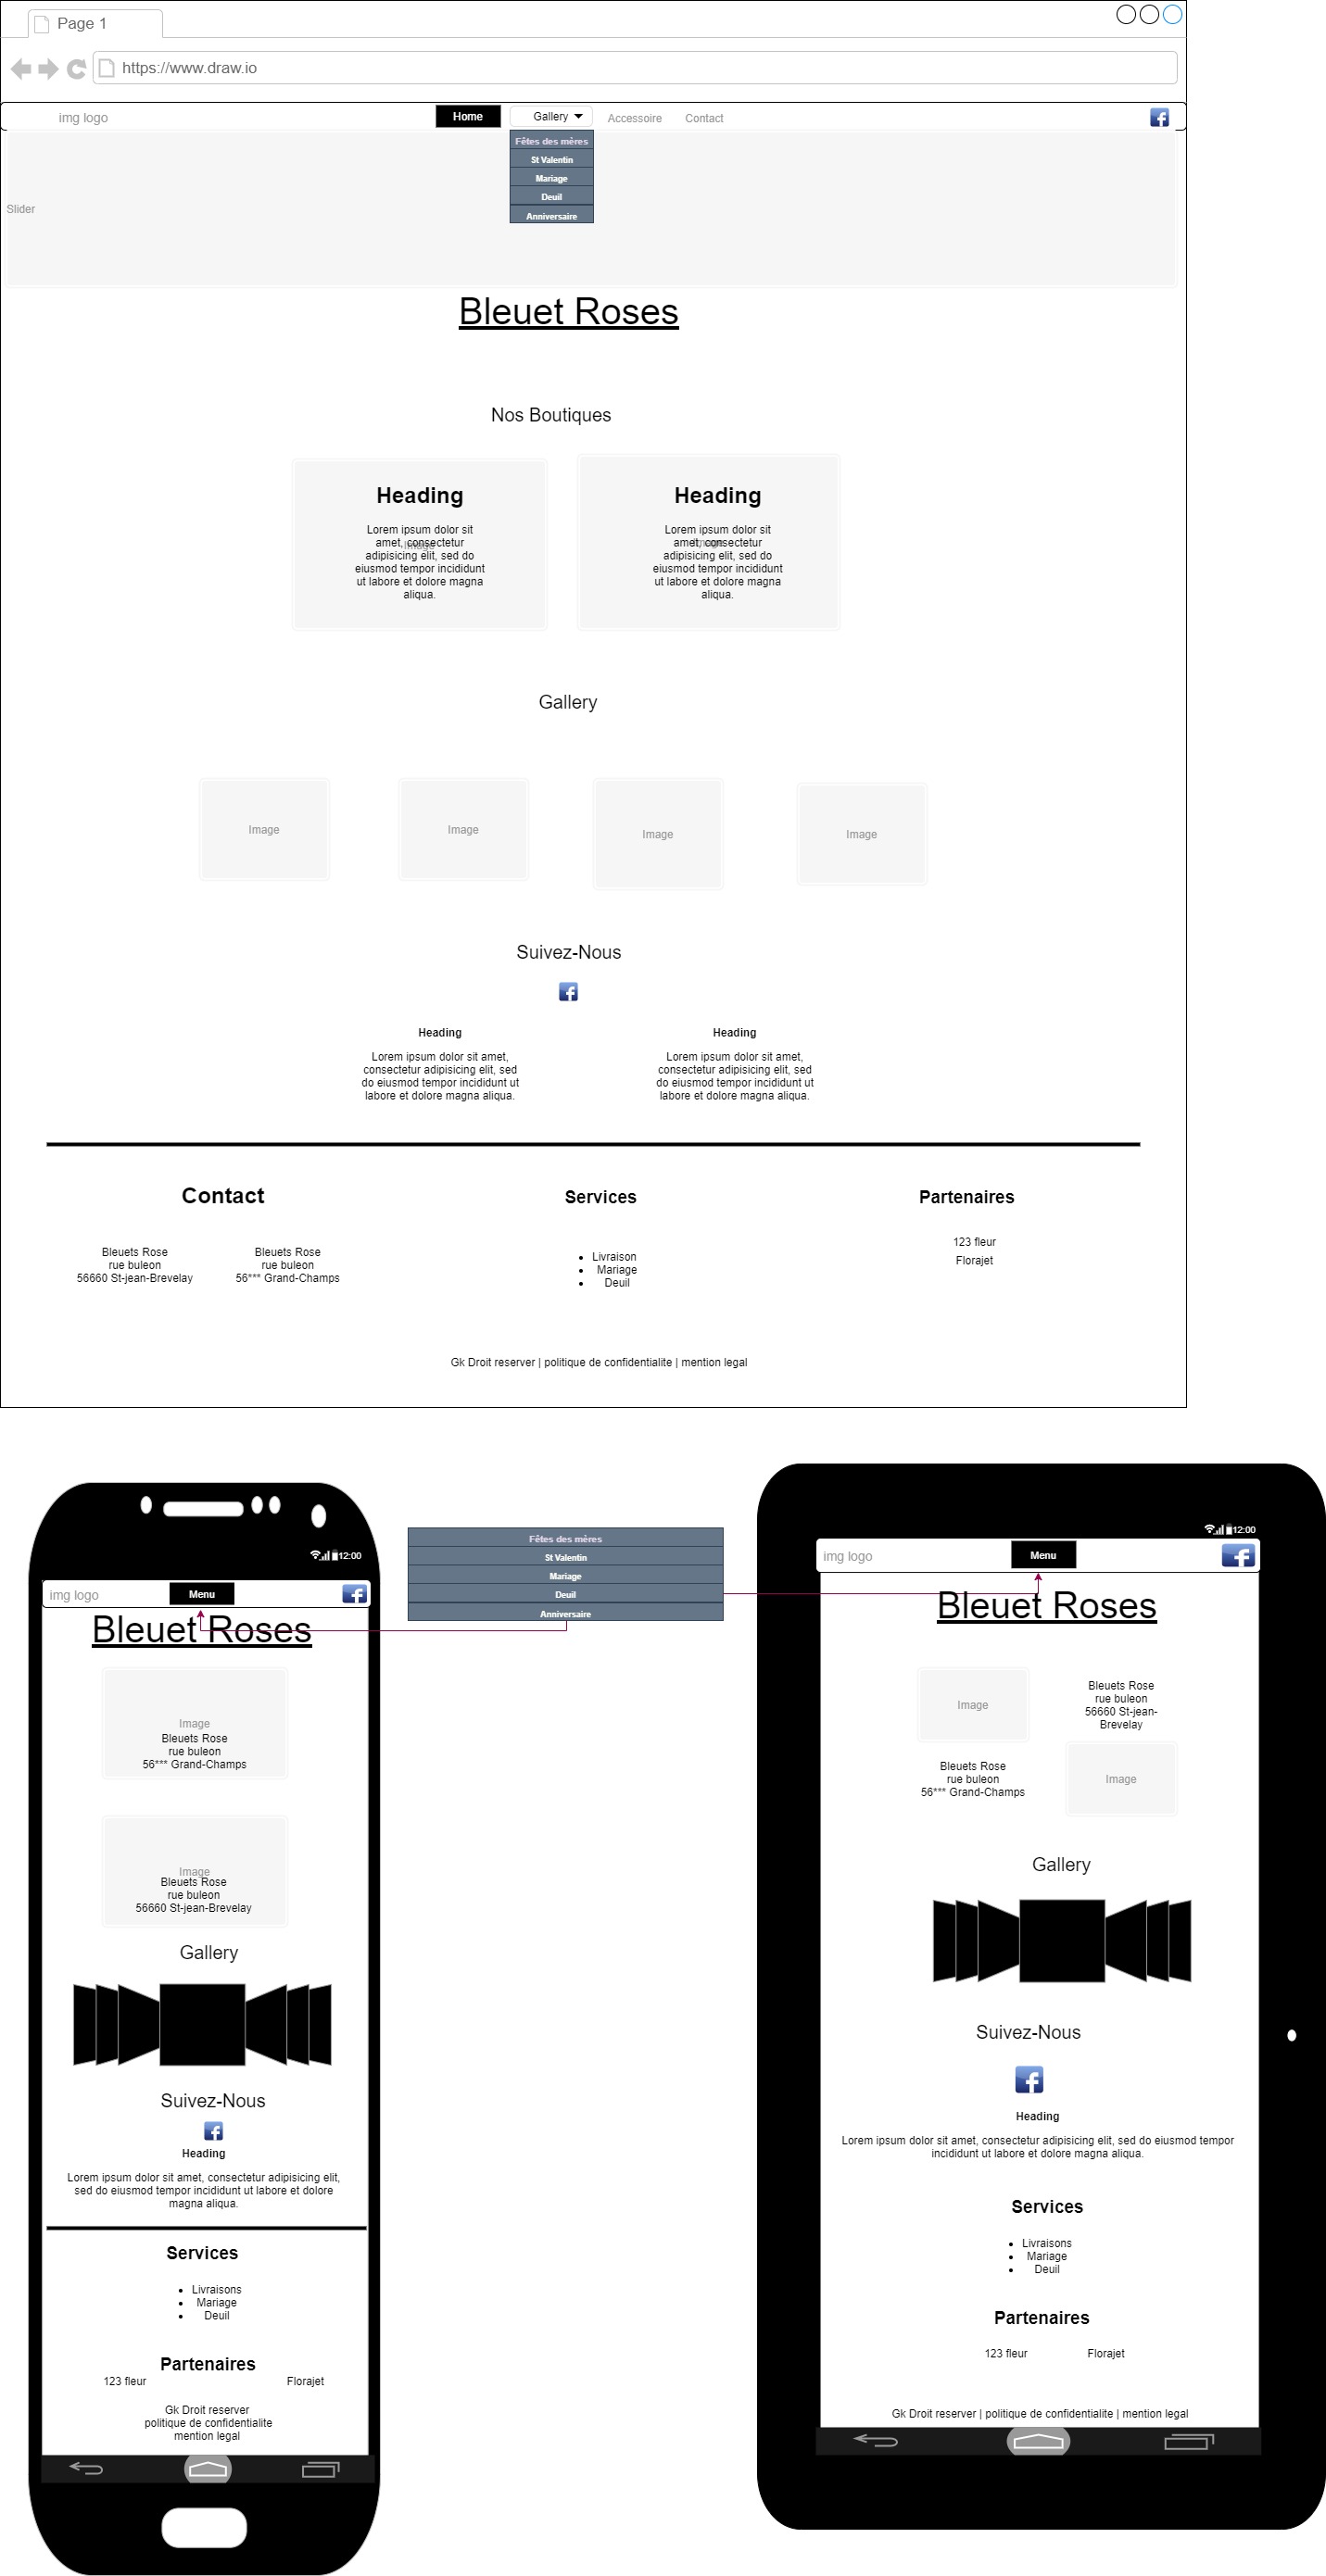 Page 1
https://www.draw.io
img logo
Home
Gallery
Accessoire
Contact
Fêtes des mères
St Valentin
Mariage
Deuil
Anniversaire
Slider
Bleuet Roses
Nos Boutiques
Heading
Lorem ipsum dolor sit
amet, consectetur
adipisicing elit, sed do
eiusmod tempor incididunt
ut labore et dolore magna
aliqua.
Image
Heading
Lorem ipsum dolor sit
amet, consectetur
adipisicing elit, sed do
eiusmod tempor incididunt
ut labore et dolore magna
aliqua.
Image
Gallery
Image
Image
Image
Image
Suivez-Nous
Heading
Lorem ipsum dolor sit amet,
consectetur adipisicing elit, sed
do eiusmod tempor incididunt ut
labore et dolore magna aliqua.
Heading
Lorem ipsum dolor sit amet,
consectetur adipisicing elit, sed
do eiusmod tempor incididunt ut
labore et dolore magna aliqua.
Contact
Bleuets Rose
rue buleon
56660 St-jean-Brevelay
Bleuets Rose
rue buleon
56*** Grand-Champs
Services
Livraison
Mariage
Deuil
Partenaires
123 fleur
Florajet
Gk Droit reserver | politique de confidentialite | mention legal
12:00
img logo
Menu
Bleuet Roses
Image
Bleuets Rose
rue buleon
56*** Grand-Champs
Image
Bleuets Rose
rue buleon
56660 St-jean-Brevelay
Gallery
Suivez-Nous
Heading
Lorem ipsum dolor sit amet, consectetur adipisicing elit,
sed do eiusmod tempor incididunt ut labore et dolore
magna aliqua.
Services
Livraisons
Mariage
Deuil
Partenaires
123 fleur
Florajet
Gk Droit reserver
politique de confidentialite
mention legal
Fêtes des mères
St Valentin
Mariage
Deuil
Anniversaire
12:00
img logo
Menu
Bleuet Roses
Image
Bleuets Rose
rue buleon
56660 St-jean-
Brevelay
Bleuets Rose
rue buleon
56*** Grand-Champs
Image
Gallery
Suivez-Nous
Heading
Lorem ipsum dolor sit amet, consectetur adipisicing elit, sed do eiusmod tempor
incididunt ut labore et dolore magna aliqua.
Services
Livraisons
Mariage
Deuil
Partenaires
123 fleur
Florajet
Gk Droit reserver | politique de confidentialite | mention legal